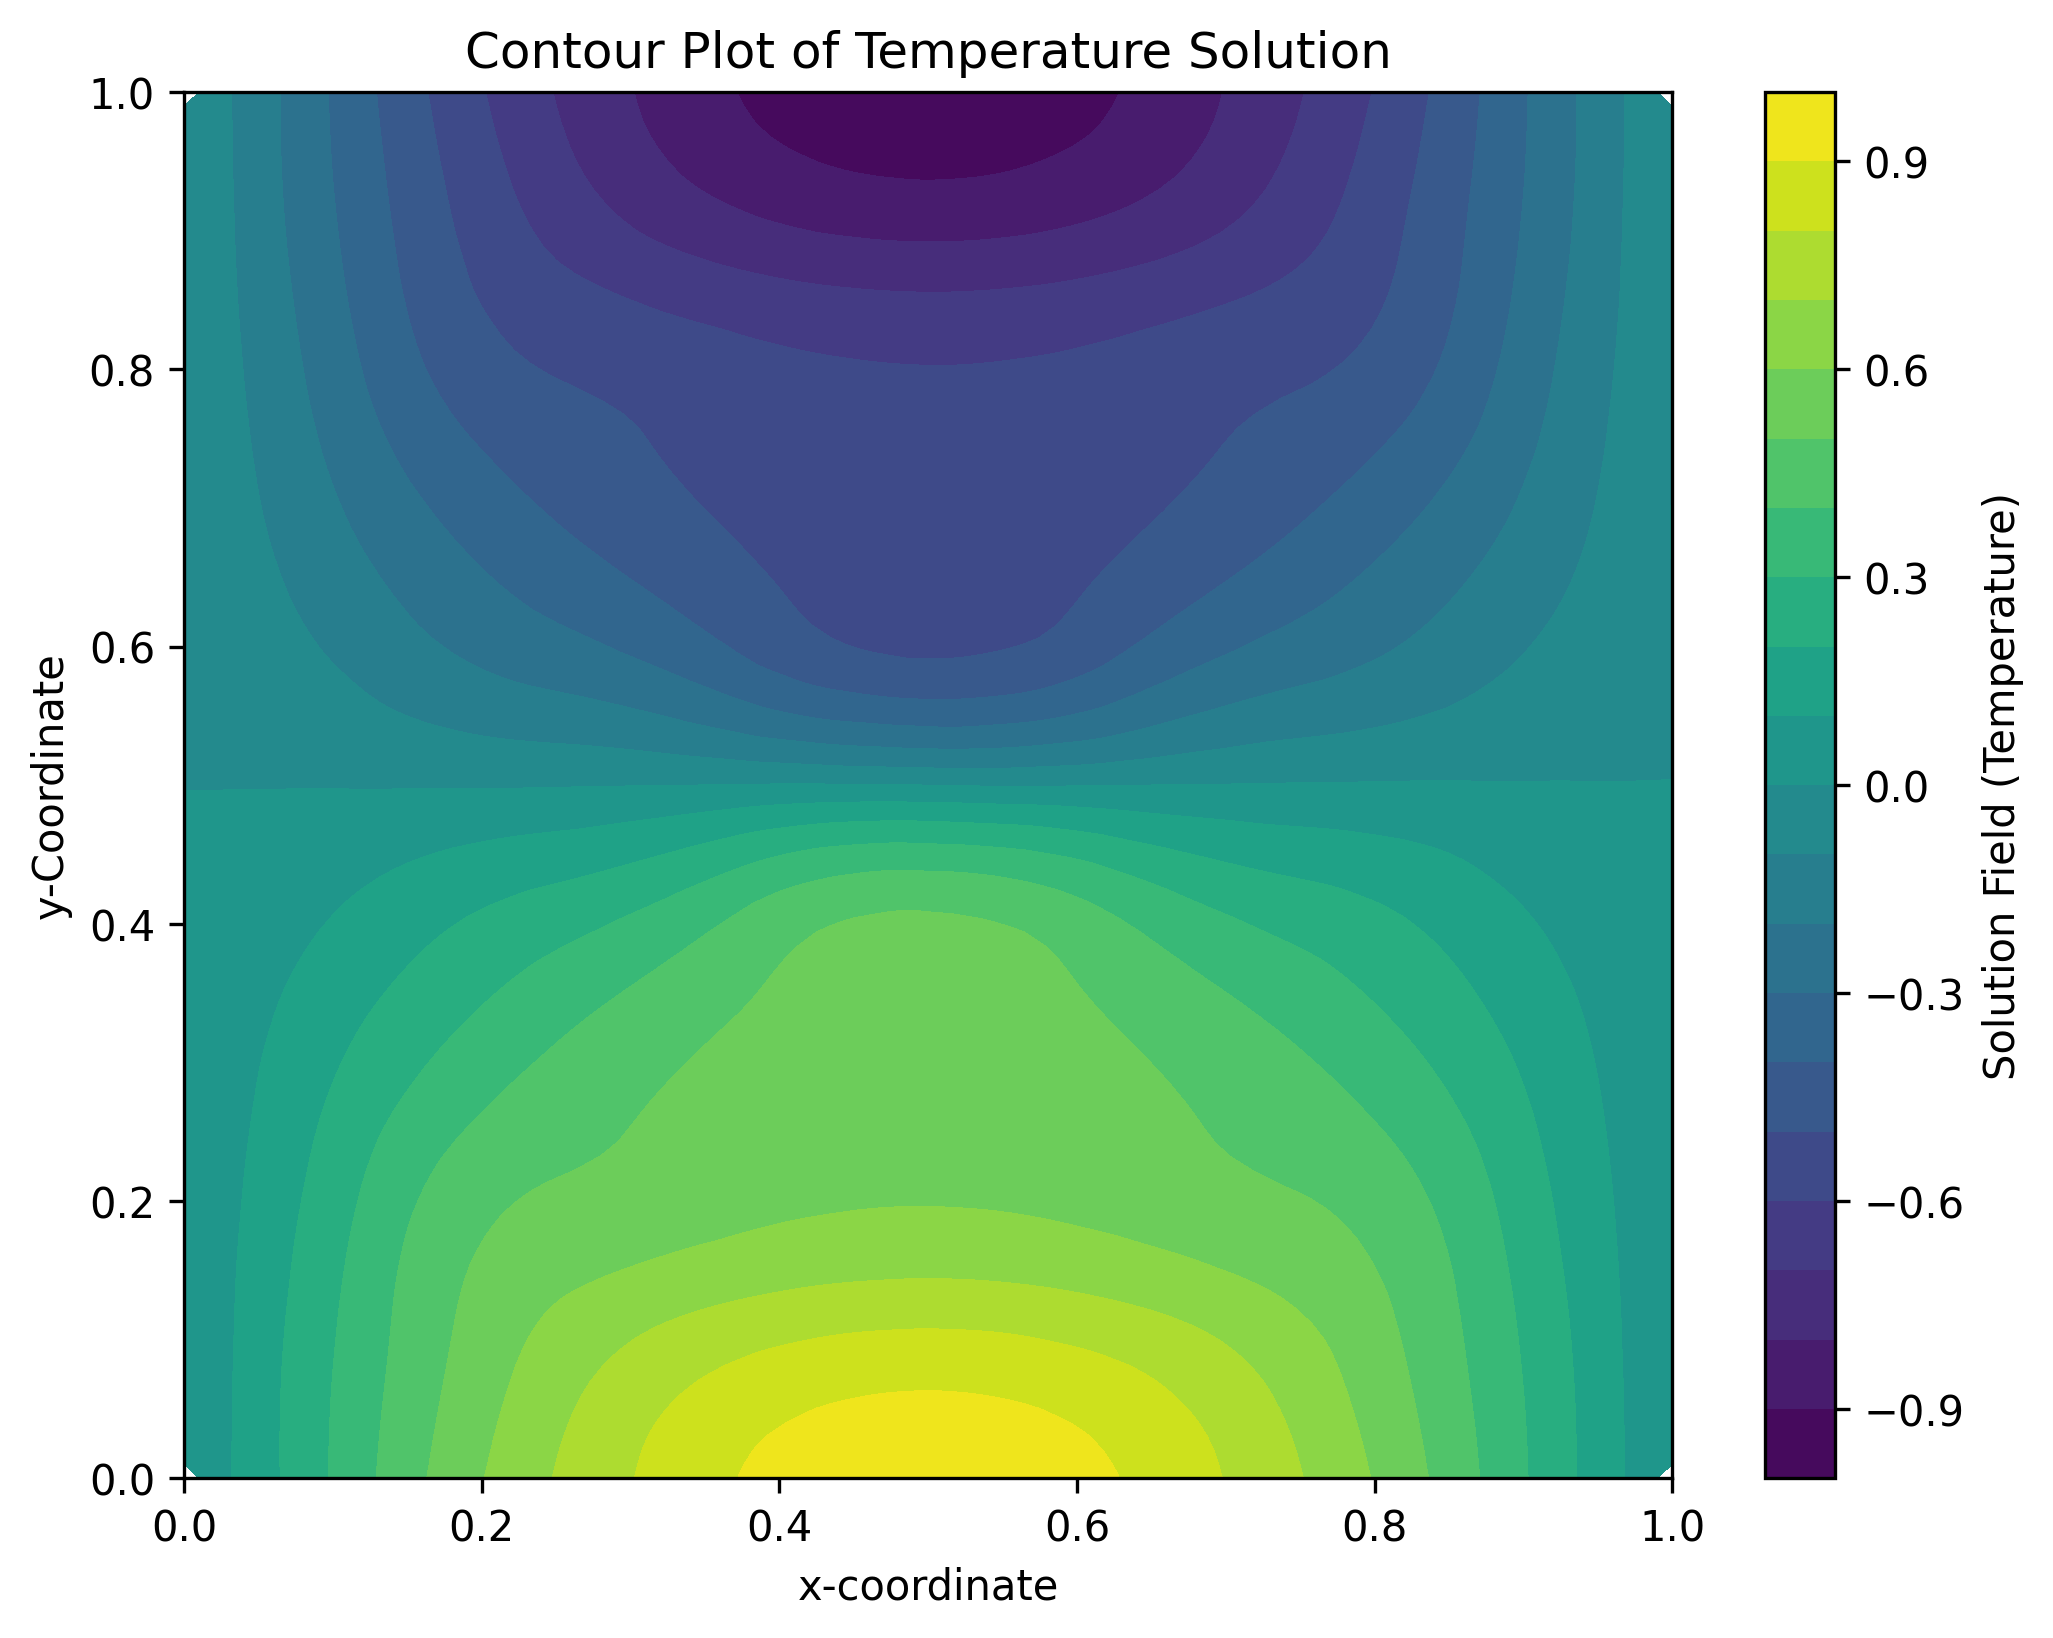 Contour Plot of Temperature Solution
1.0
0.8
0.6
0.4
0.2
0.0
y-Coordinate
0.0 0.2 0.4 0.6 0.8 1.0
x-coordinate
0.9
0.6
0.3
0.0
−0.3
−0.6
−0.9
Solution Field (Temperature)